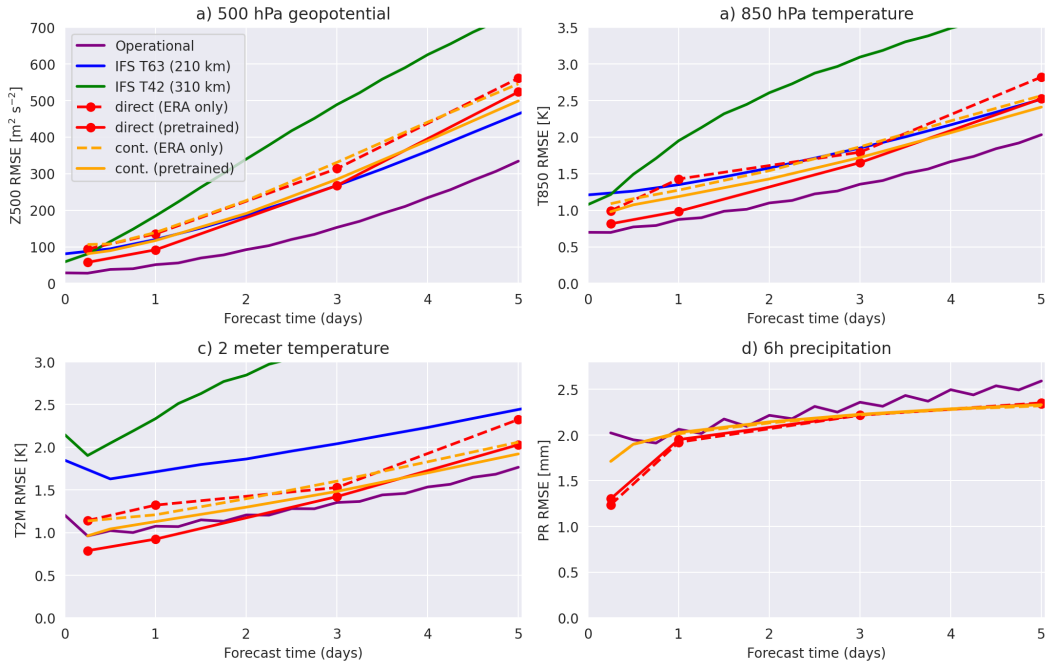 a) 500 hPa geopotential
Z500 RMSE [m² s⁻²]
700
600
500
400
300
200
100
0
Operational
IFS T63 (210 km)
IFS T42 (310 km)
direct (ERA only)
direct (pretrained)
cont. (ERA only)
cont. (pretrained)
0 1 2 3 4 5
Forecast time (days)
a) 850 hPa temperature
T850 RMSE [K]
3.5
3.0
2.5
2.0
1.5
1.0
0.5
0.0
0 1 2 3 4 5
Forecast time (days)
c) 2 meter temperature
T2M RMSE [K]
3.0
2.5
2.0
1.5
1.0
0.5
0.0
0 1 2 3 4 5
Forecast time (days)
d) 6h precipitation
PR RMSE [mm]
2.5
2.0
1.5
1.0
0.5
0.0
0 1 2 3 4 5
Forecast time (days)